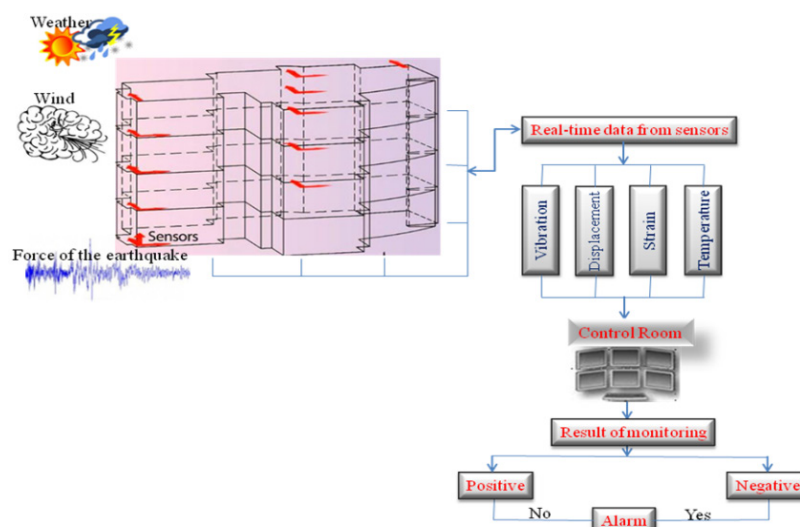 Weather
Wind
Sensors
Force of the earthquake
Real-time data from sensors
Vibration
Displacement
Strain
Temperature
Control Room
Result of monitoring
Positive
Negative
No
Alarm
Yes